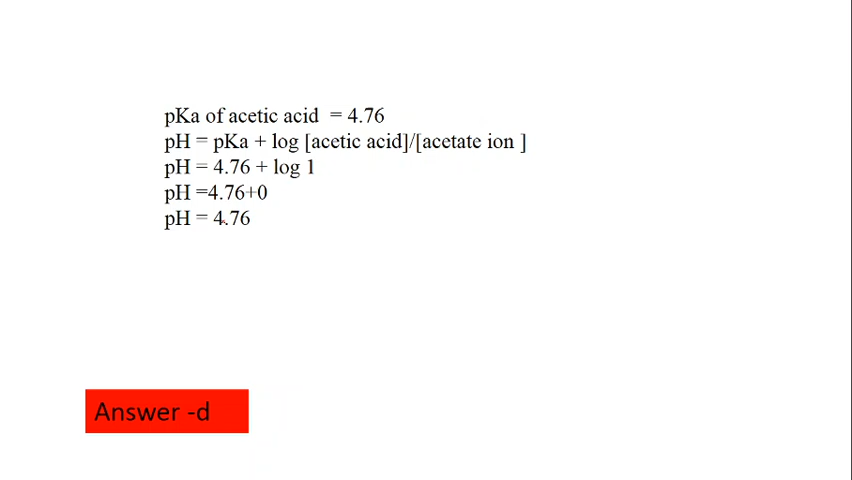 pKa of acetic acid = 4.76
pH = pKa + log [acetic acid]/[acetate ion ]
pH = 4.76 + log 1
pH =4.76+0
pH = 4.76
Answer -d